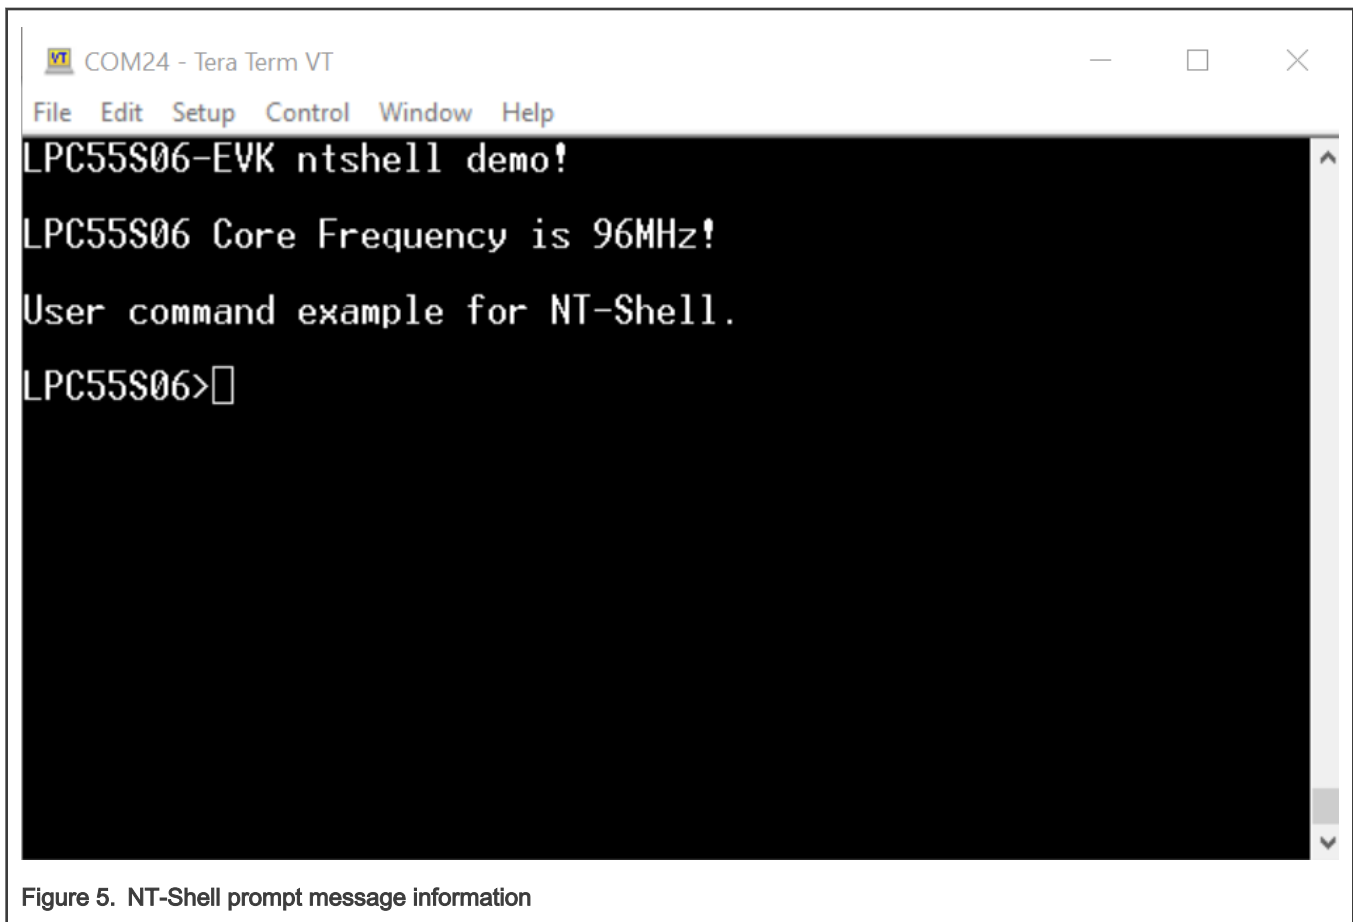 VT COM24 - Tera Term VT
File Edit Setup Control Window Help
LPC55S06-EVK ntshell demo!
LPC55S06 Core Frequency is 96MHz!
User command example for NT-Shell.
LPC55S06>
Figure 5. NT-Shell prompt message information